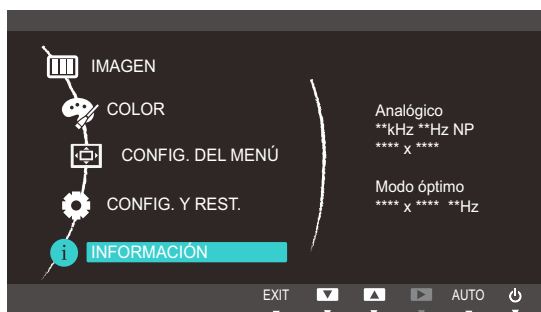 IMAGEN
COLOR
CONFIG. DEL MENÚ
CONFIG. Y REST.
i INFORMACIÓN
Analógico
**kHz **Hz NP
**** x ****
Modo óptimo
**** x **** **Hz
EXIT AUTO